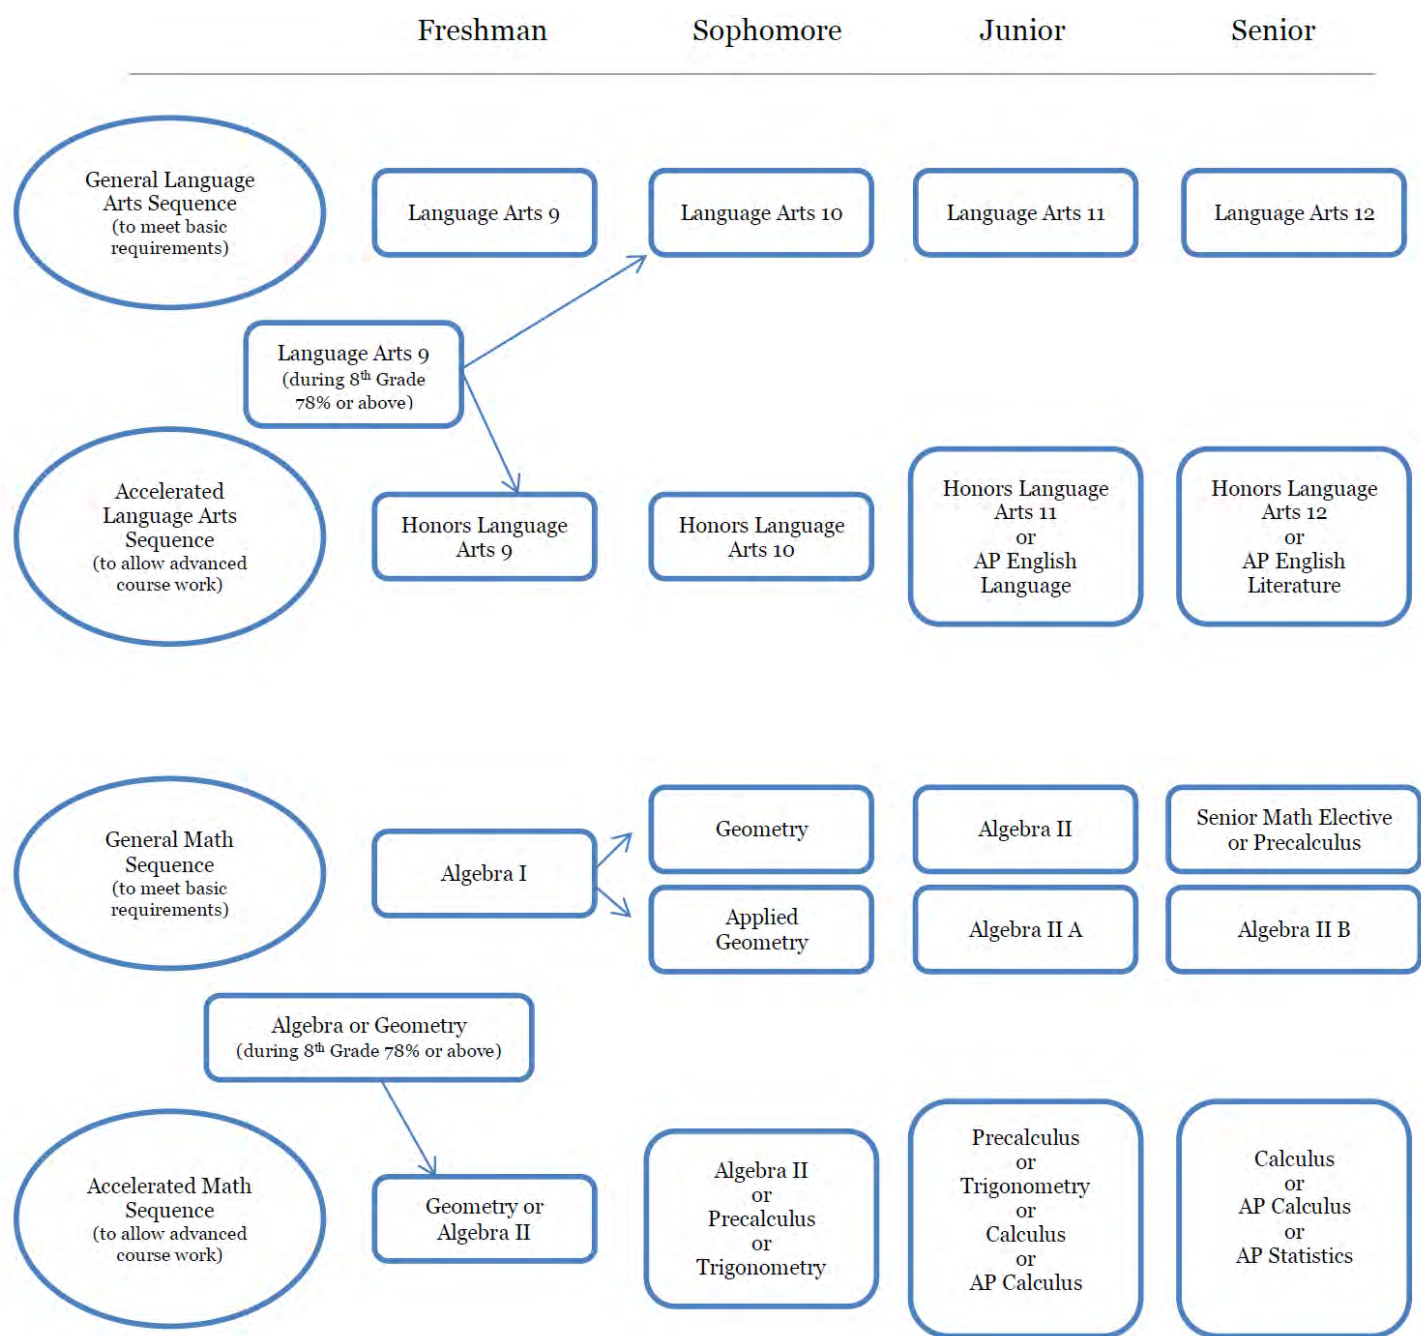 Freshman Sophomore Junior Senior
General Language
Arts Sequence
(to meet basic
requirements)
Language Arts 9
Language Arts 10
Language Arts 11
Language Arts 12
Language Arts 9
(during 8th Grade
78% or above)
Accelerated
Language Arts
Sequence
(to allow advanced
course work)
Honors Language
Arts 9
Honors Language
Arts 10
Honors Language
Arts 11
or
AP English
Language
Honors Language
Arts 12
or
AP English
Literature
General Math
Sequence
(to meet basic
requirements)
Algebra I
Geometry
Algebra II
Senior Math Elective
or Precalculus
Applied
Geometry
Algebra II A
Algebra II B
Algebra or Geometry
(during 8th Grade 78% or above)
Accelerated Math
Sequence
(to allow advanced
course work)
Geometry or
Algebra II
Algebra II
or
Precalculus
or
Trigonometry
Precalculus
or
Trigonometry
or
Calculus
or
AP Calculus
Calculus
or
AP Calculus
or
AP Statistics